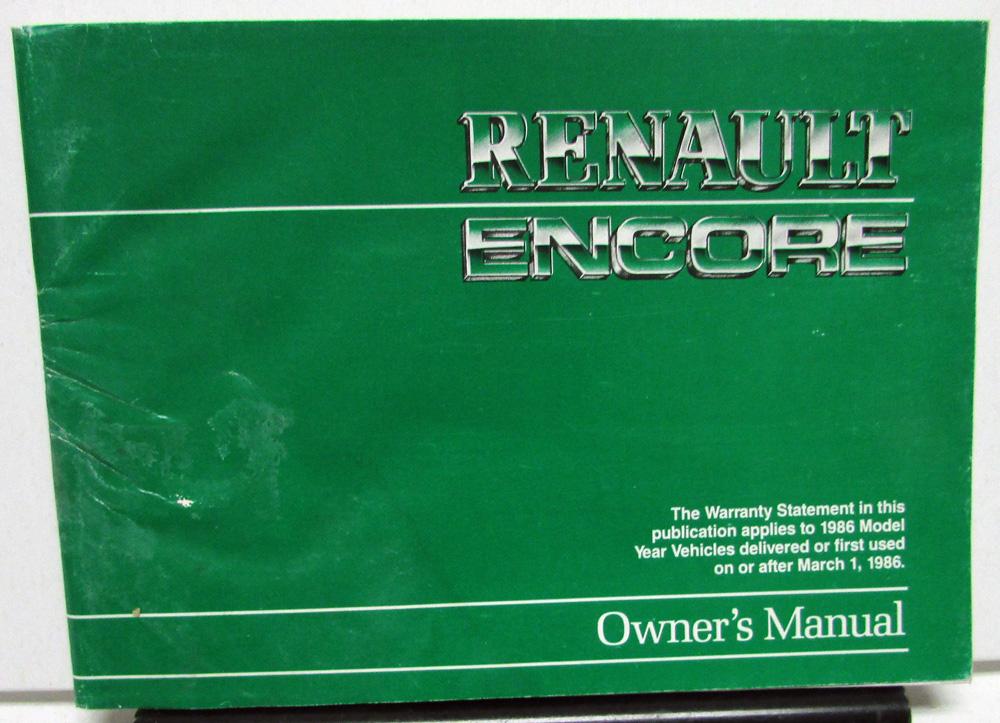 RENAULT
ENCORE
The Warranty Statement in this
publication applies to 1986 Model
Year Vehicles delivered or first used
on or after March 1, 1986.
Owner's Manual